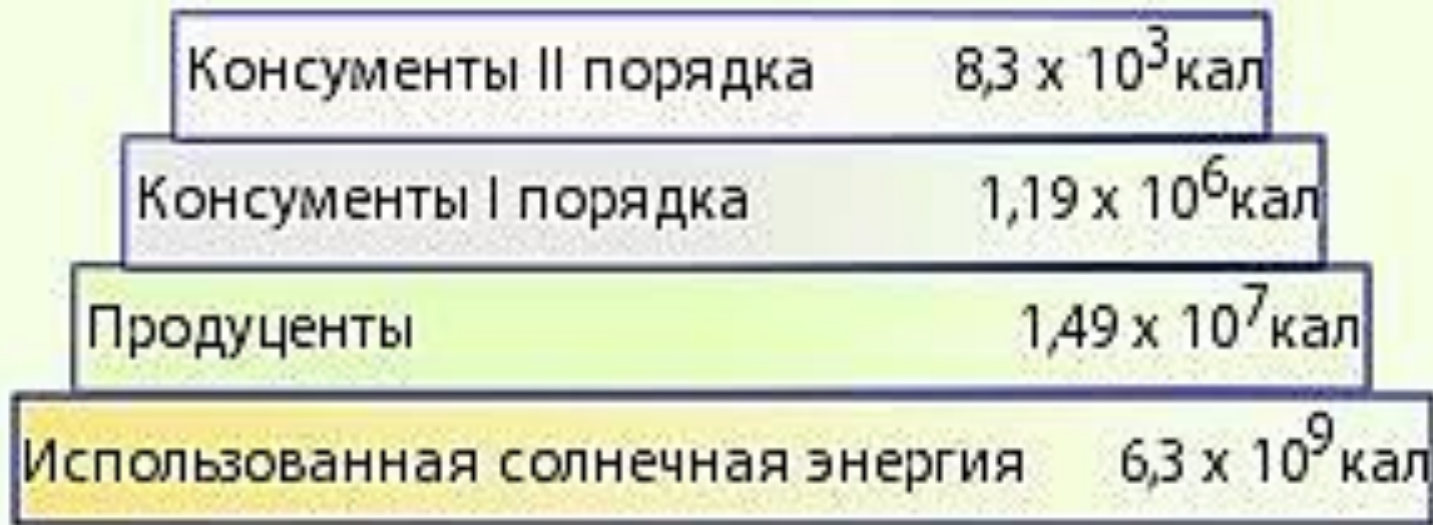 Консументы II порядка 8,3 x 10³кал
Консументы I порядка 1,19 x 10⁶кал
Продуценты 1,49 x 10⁷кал
Использованная солнечная энергия 6,3 x 10⁹кал